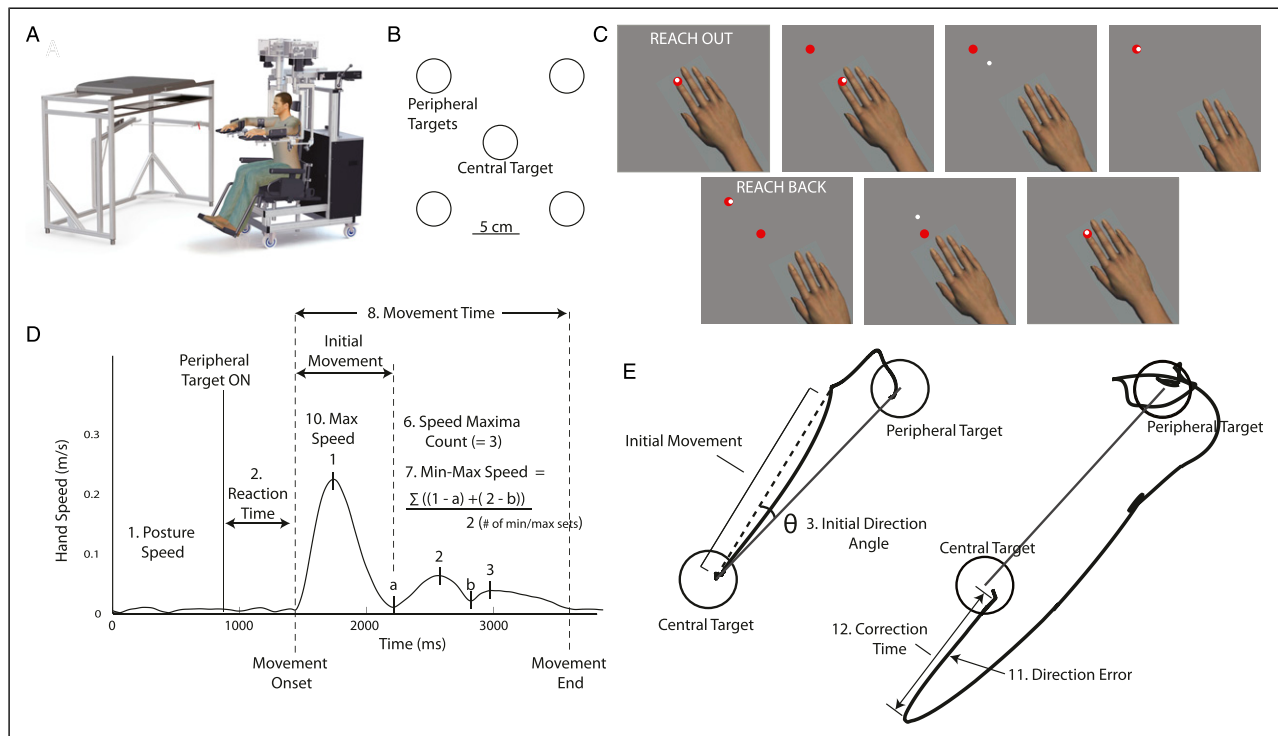 A
A
B
Peripheral
Targets
Central Target
5 cm
C
REACH OUT
REACH BACK
D
8. Movement Time
Initial
Movement
Peripheral
Target ON
10. Max
Speed
6. Speed Maxima
Count (= 3)
7. Min-Max Speed =
Σ ((1 - a) +( 2 - b))
2 (# of min/max sets)
2.
Reaction
Time
1. Posture
Speed
Hand Speed (m/s)
0.3
0.2
0.1
0
1
a
2
b
3
0
1000
2000
3000
Time (ms)
Movement
Onset
Movement
End
E
Initial Movement
Peripheral Target
θ 3. Initial Direction
Angle
Central Target
Peripheral Target
Central Target
12. Correction
Time
11. Direction Error